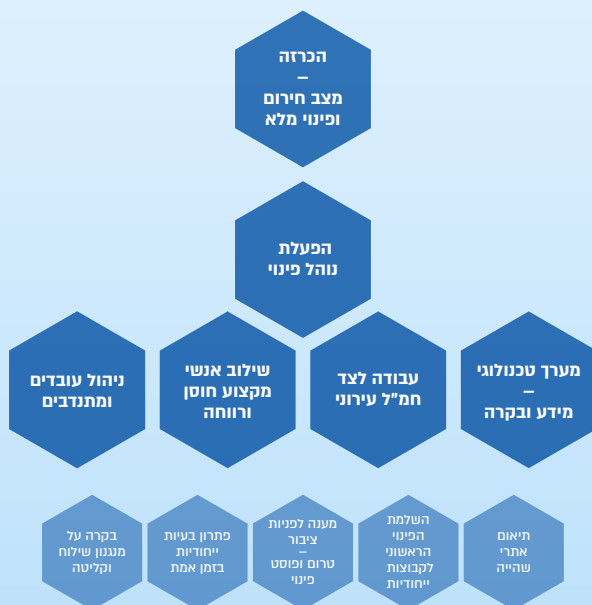 הכרזה
–
מצב חירום
ופינוי מלא
הפעלת
נוהל פינוי
מערך טכנולוגי
–
מידע ובקרה
עבודה לצד
חמ"ל עירוני
שילוב אנשי
מקצוע חוסן
ורווחה
ניהול עובדים
ומתנדבים
תיאום
אתרי
שהייה
השלמת
הפינוי
הראשוני
לקבוצות
ייחודיות
מענה לפניות
ציבור
–
טרום ופוסט
פינוי
פתרון בעיות
ייחודיות
בזמן אמת
בקרה על
מנגנון שילוח
וקליטה